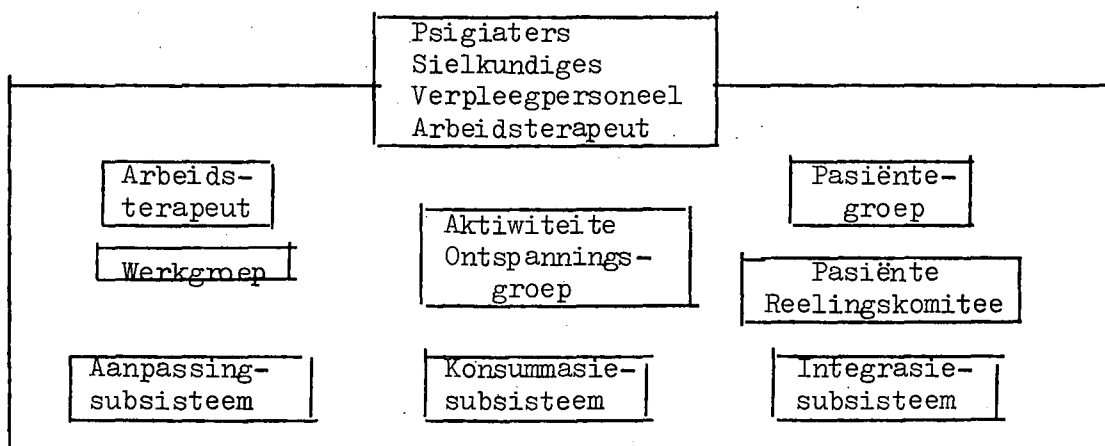 Psigiaters
Sielkundiges
Verpleegpersoneel
Arbeidsterapeut
Arbeids-
terapeut
Werkgroep
Aktiwiteite
Ontspannings-
groep
Pasiënte-
groep
Pasiënte
Reelingskomitee
Aanpassing-
subsisteem
Konsummasie-
subsisteem
Integrasie-
subsisteem